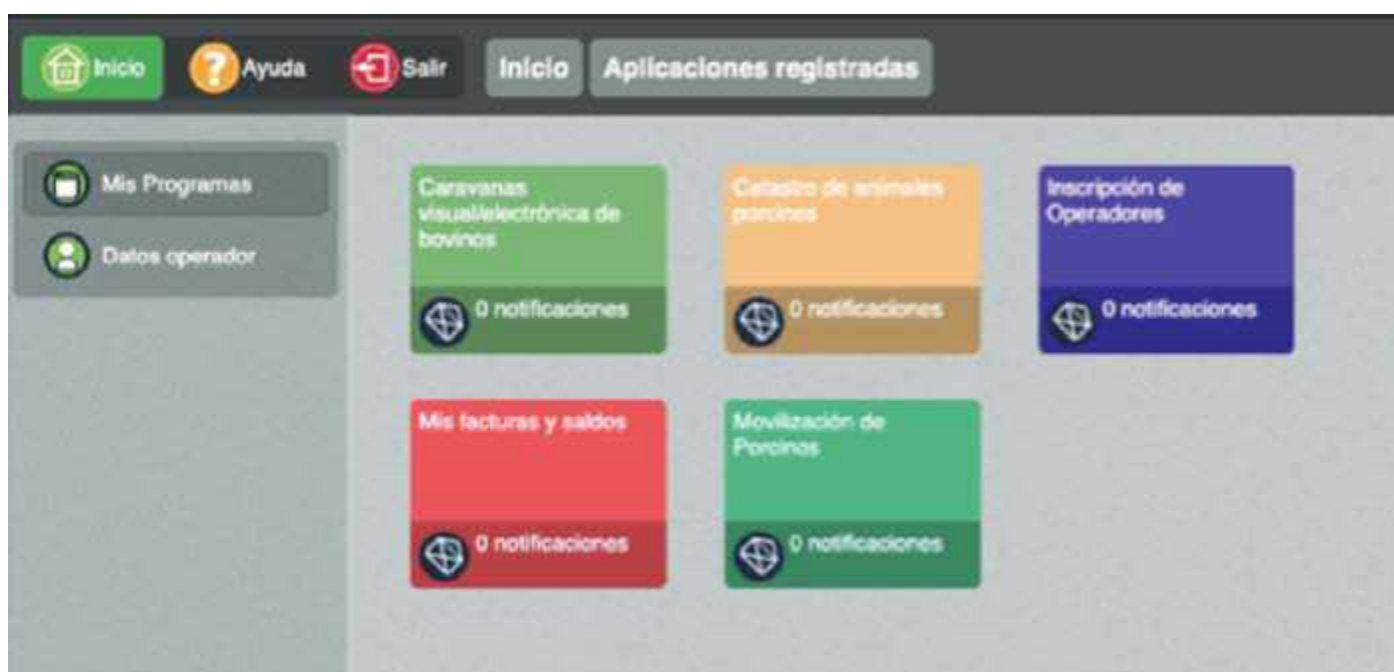 Inicio
Ayuda
Salir
Inicio
Aplicaciones registradas
Mis Programas
Datos operador
Caravanas
visual/electrónica de
bovinos
0 notificaciones
Catastro de animales
porcinos
0 notificaciones
Inscripción de
Operadores
0 notificaciones
Mis facturas y saldos
0 notificaciones
Movilización de
Porcinos
0 notificaciones